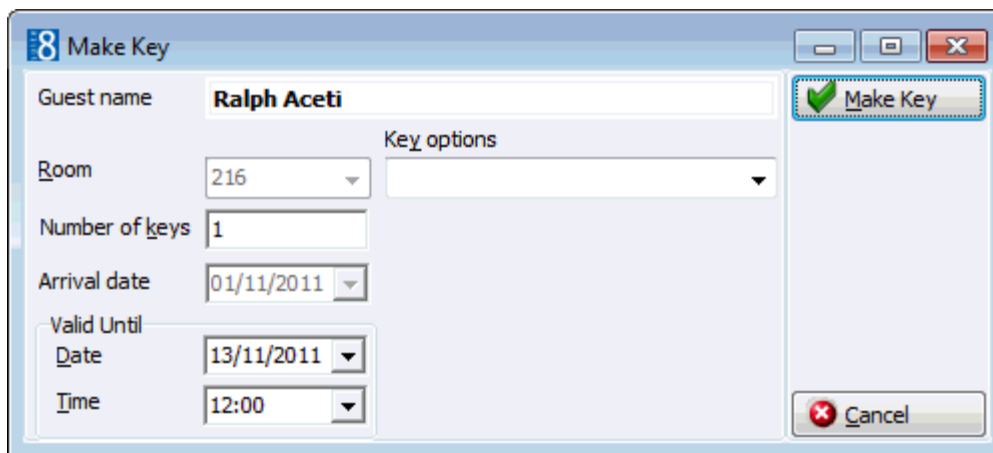 8 Make Key
Guest name Ralph Aceti Make Key
Key options
Room 216
Number of keys 1
Arrival date 01/11/2011
Valid Until
Date 13/11/2011
Time 12:00
Cancel